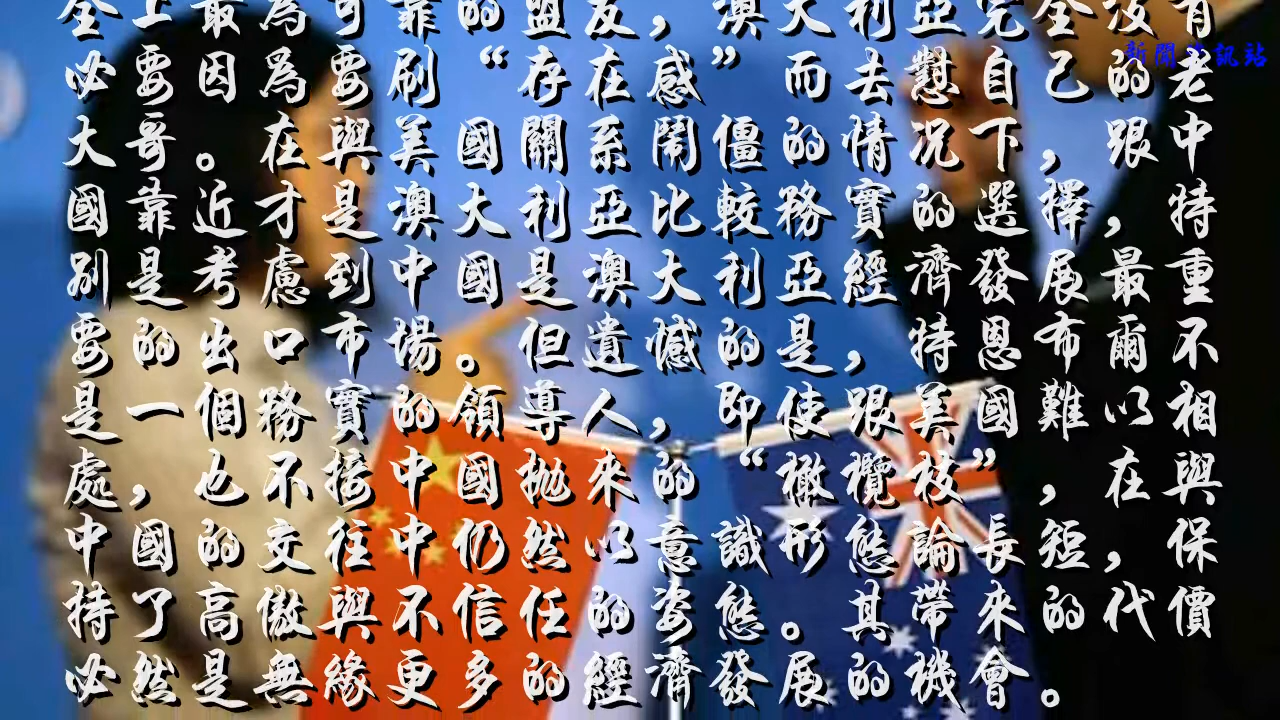 全上最為可靠的盟友，澳大利亞完全沒有
必要因為要刷“存在感”而去懟自己的老
大哥。在與美國關系鬧僵的情況下，跟中
國靠近才是澳大利亞比較務實的選擇，特
別是考慮到中國是澳大利亞經濟發展最重
要的出口市場。但遺憾的是，特恩布爾不
是一個務實的領導人，即使跟美國難以相
處，也不接中國拋來的“橄欖枝”，在與
中國的交往中仍然以意識形態論長短，保
持了高傲與不信任的姿態。其帶來的代價
必然是無緣更多的經濟發展的機會。
新聞 訊站